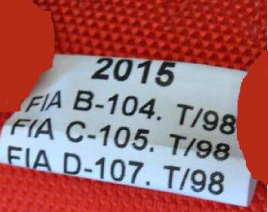 2015
FIA B-104. T/98
FIA C-105. T/98
FIA D-107. T/98